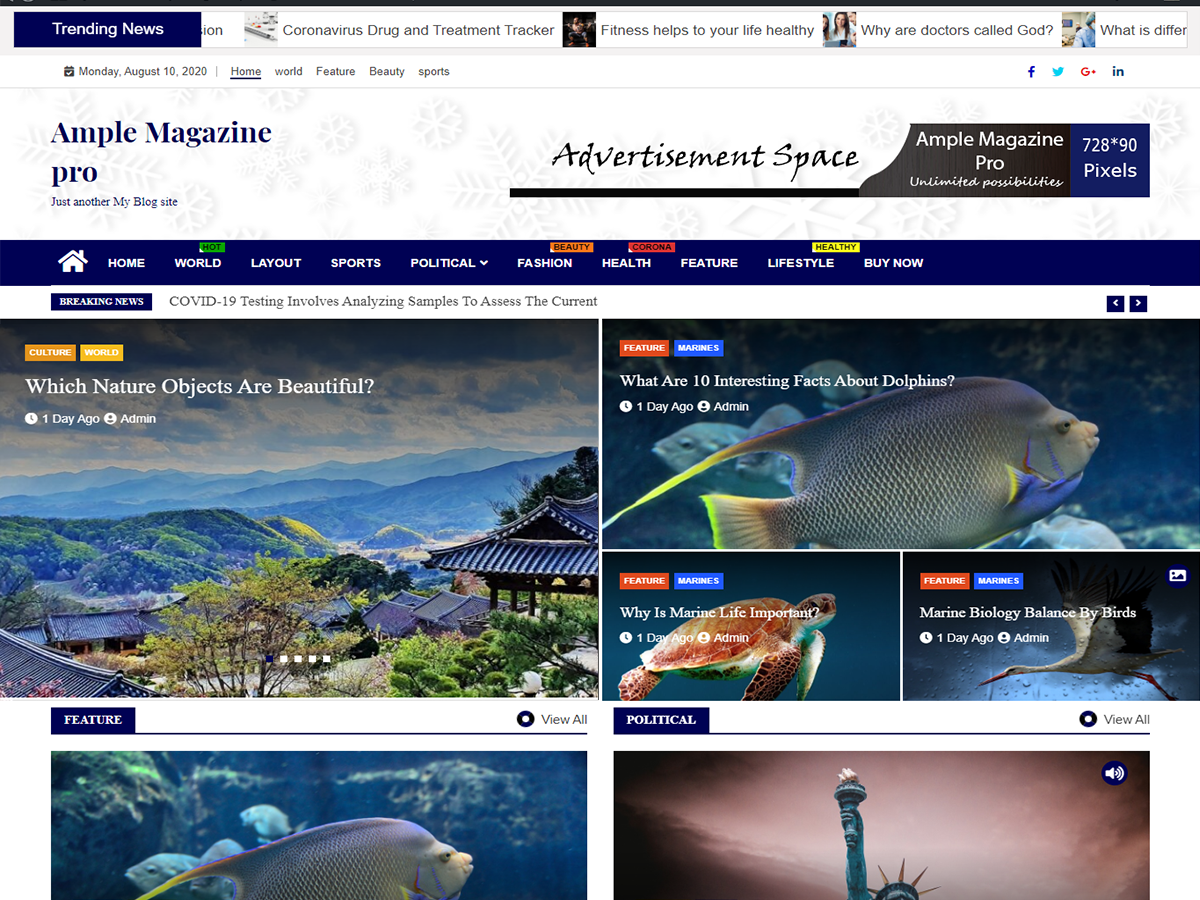 Trending News
sion
Coronavirus Drug and Treatment Tracker
Fitness helps to your life healthy
Why are doctors called God?
What is differ
Monday, August 10, 2020 | Home world Feature Beauty sports
Ample Magazine
pro
Just another My Blog site
Advertisement Space
Ample Magazine
Pro
Unlimited possibilities
728*90
Pixels
HOT
BEAUTY
CORONA
HEALTHY
HOME WORLD LAYOUT SPORTS POLITICAL FASHION HEALTH FEATURE LIFESTYLE BUY NOW
BREAKING NEWS
COVID-19 Testing Involves Analyzing Samples To Assess The Current
CULTURE WORLD
Which Nature Objects Are Beautiful?
1 Day Ago Admin
FEATURE MARINES
What Are 10 Interesting Facts About Dolphins?
1 Day Ago Admin
FEATURE MARINES
Why Is Marine Life Important?
1 Day Ago Admin
FEATURE MARINES
Marine Biology Balance By Birds
1 Day Ago Admin
FEATURE
View All
POLITICAL
View All